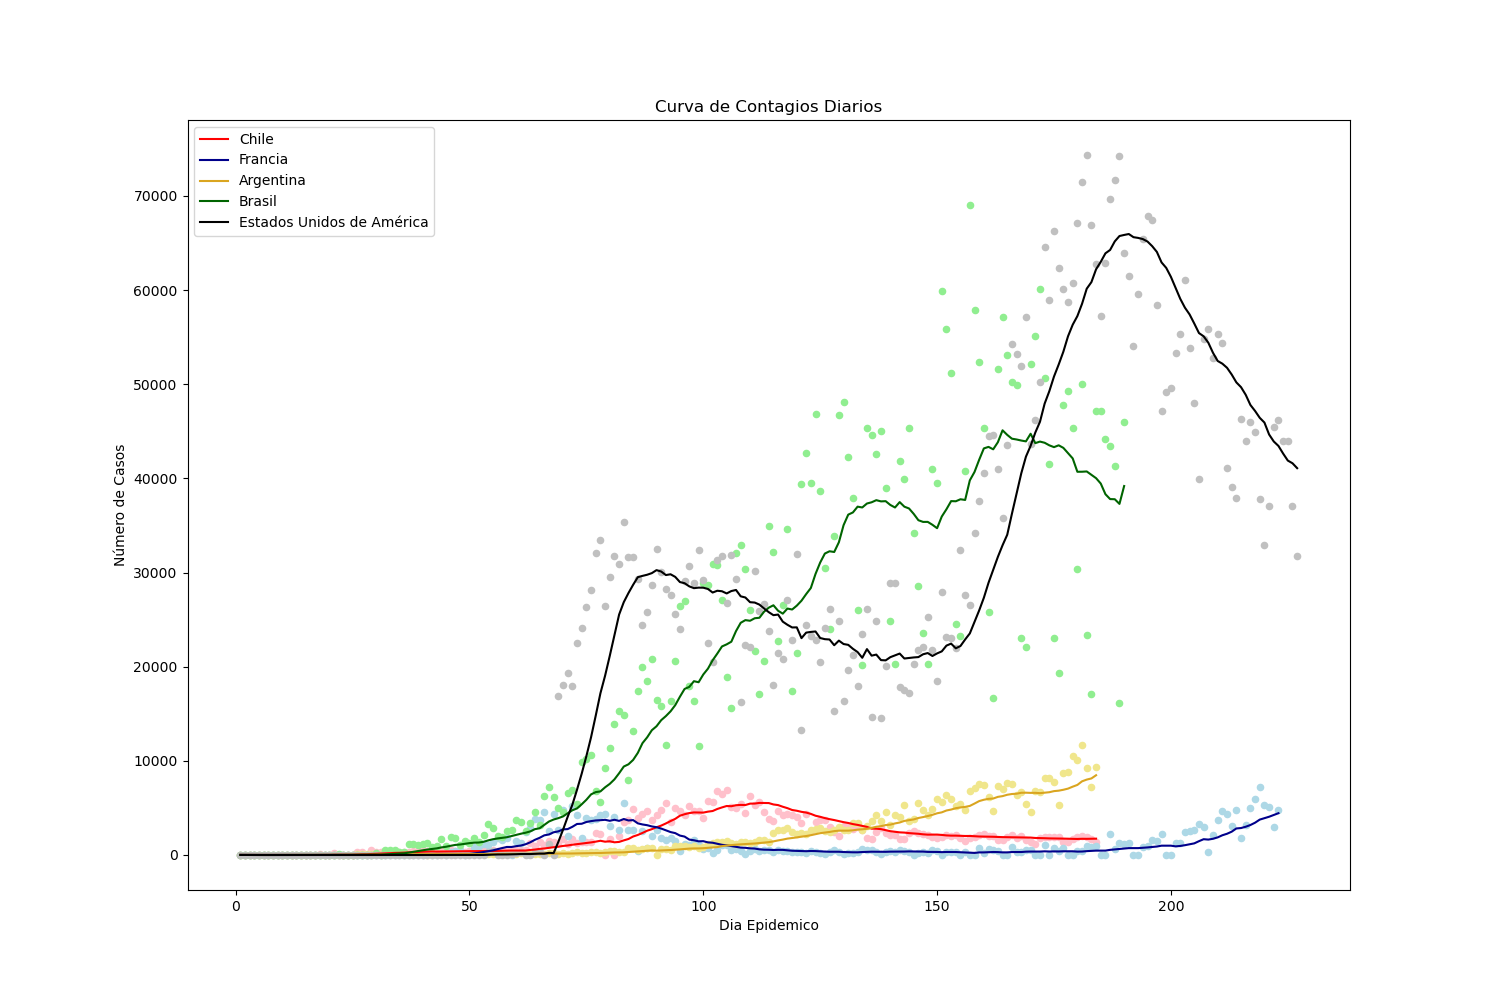 Curva de Contagios Diarios
Chile
Francia
Argentina
Brasil
Estados Unidos de América
Número de Casos
70000
60000
50000
40000
30000
20000
10000
0
0 50 100 150 200
Dia Epidemico